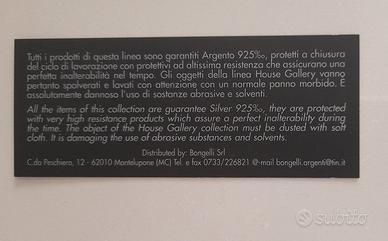 Tutti i prodotti di questa linea sono garantiti Argento 925‰, protetti a chiusura
del ciclo di lavorazione con protettivi ad altissima resistenza che assicurano una
perfetta inalterabilità nel tempo. Gli oggetti della linea House Gallery vanno
pertanto spolverati e lavati con attenzione con un normale panno morbido. E
assolutamente dannoso l'uso di sostanze abrasive e solventi.
All the items of this collection are guarantee Silver 925‰, they are protected
with very high resistance products which assure a perfect inalterability during
the time. The object of the House Gallery collection must be dusted with soft
cloth. It is damaging the use of abrasive substances and solvents.
Distributed by: Bongelli Srl
C.da Peschiera, 12 - 62010 Montelupone (MC) Tel. e fax 0733/226821 @-mail bongelli.argenti@tin.it
subito